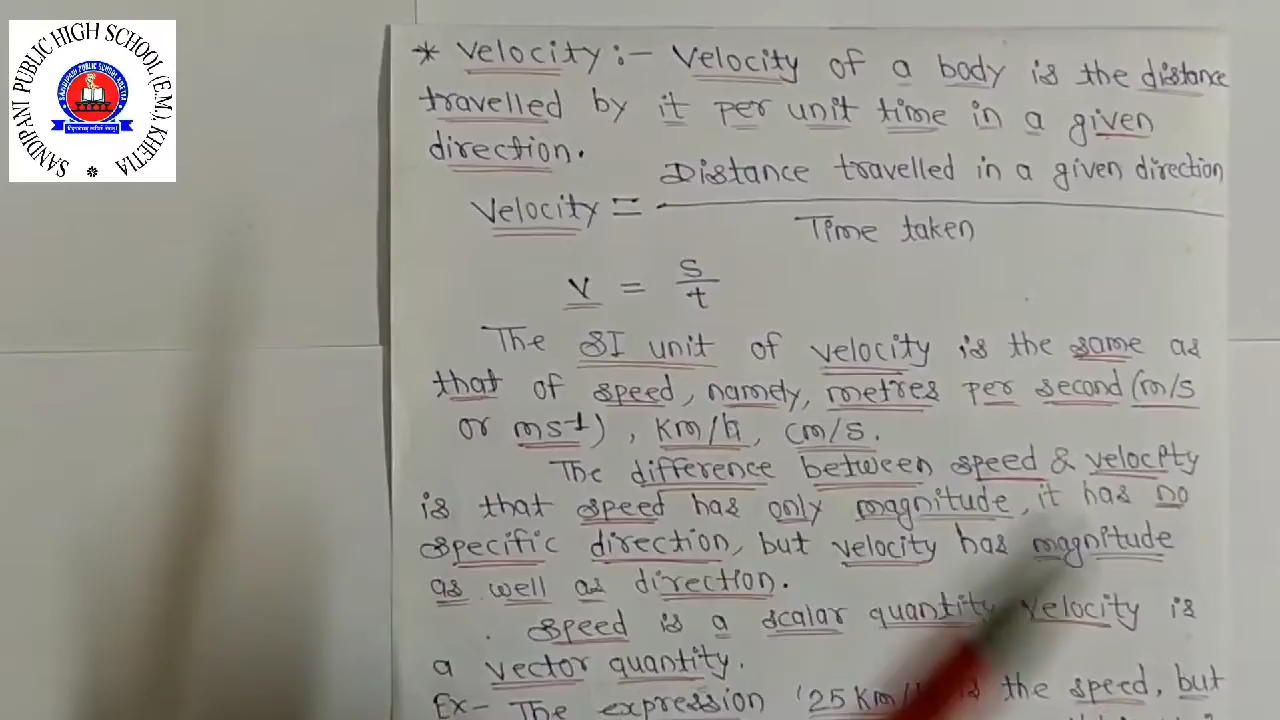 SANDIPANI PUBLIC HIGH SCHOOL (E.M.) KHETIA
* Velocity :- Velocity of a body is the distance
travelled by it per unit time in a given
direction.
Velocity = Distance travelled in a given direction
Time taken
v = s
t
The SI unit of velocity is the same as
that of speed, namely, metres per second (m/s
or ms-1), km/h, cm/s.
The difference between speed & velocity
is that speed has only magnitude, it has no
specific direction, but velocity has magnitude
as well as direction.
Speed is a scalar quantity velocity is
a vector quantity.
Ex- The expression '25 km/ is the speed, but